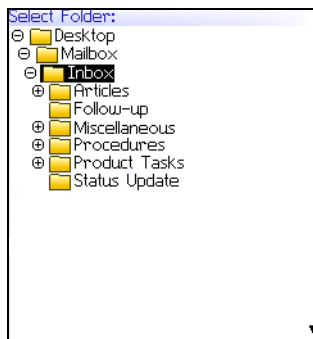 Select Folder:
Desktop
Mailbox
Inbox
Articles
Follow-up
Miscellaneous
Procedures
Product Tasks
Status Update